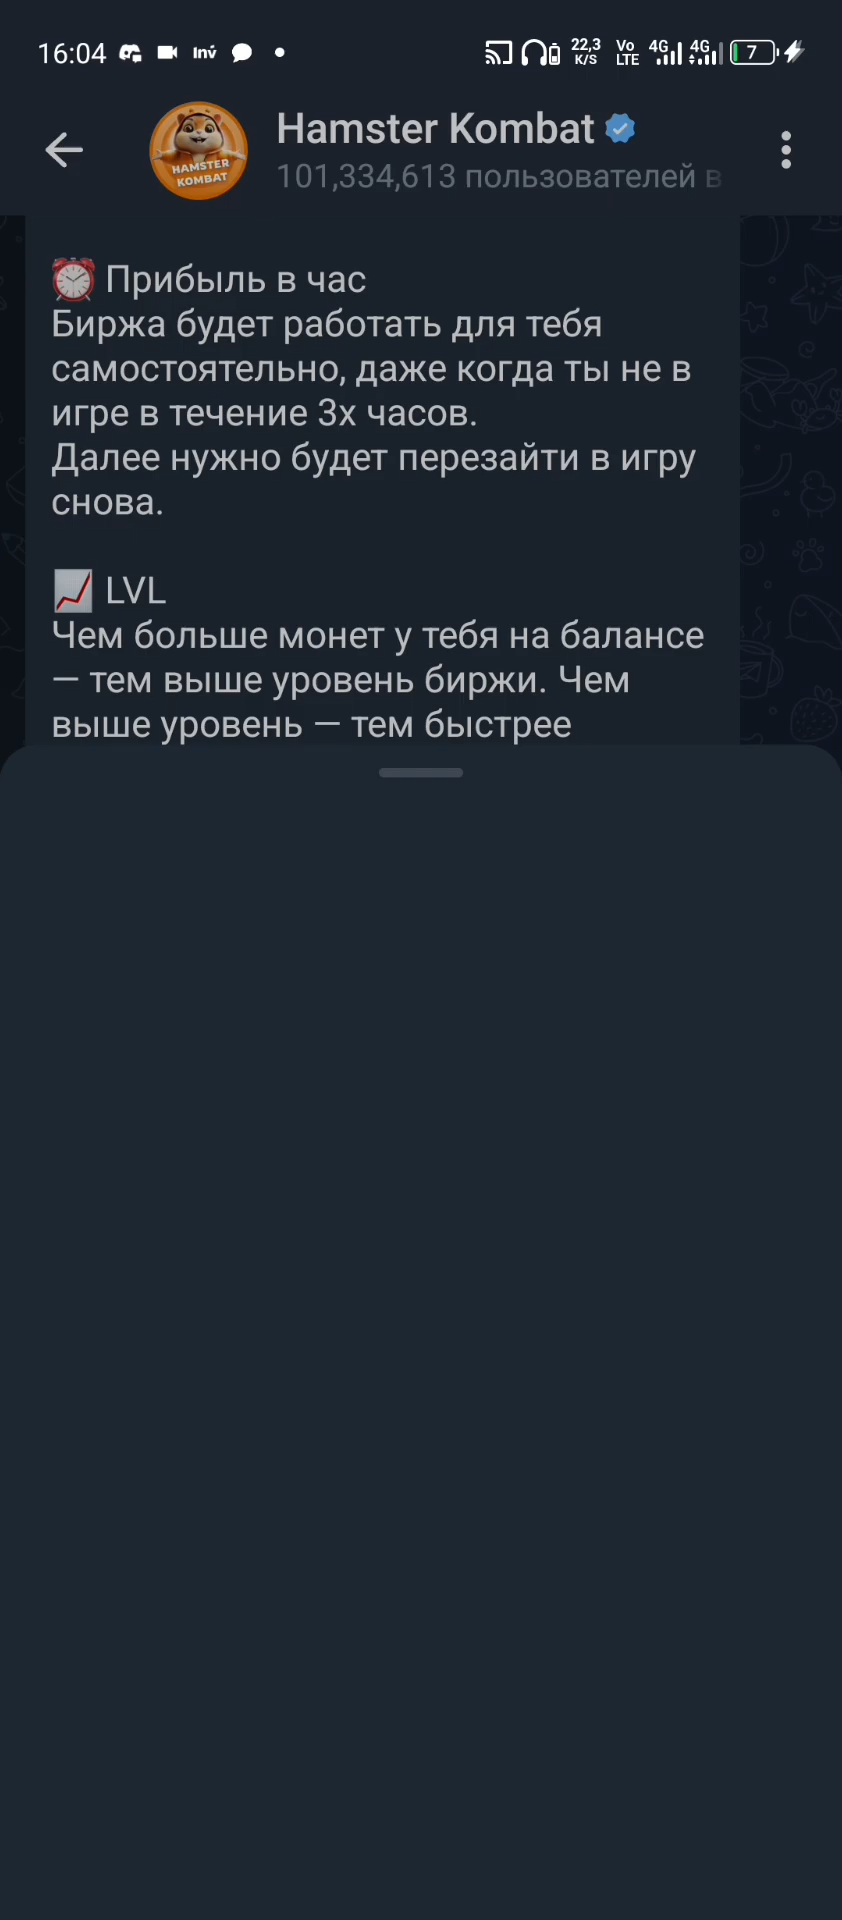 16:04
Inv
22,3
K/S
Vo
LTE
4G
4G
7
Hamster Kombat
HAMSTER
KOMBAT
101,334,613 пользователей в
⏰ Прибыль в час
Биржа будет работать для тебя
самостоятельно, даже когда ты не в
игре в течение 3х часов.
Далее нужно будет перезайти в игру
снова.
📈 LVL
Чем больше монет у тебя на балансе
— тем выше уровень биржи. Чем
выше уровень — тем быстрее